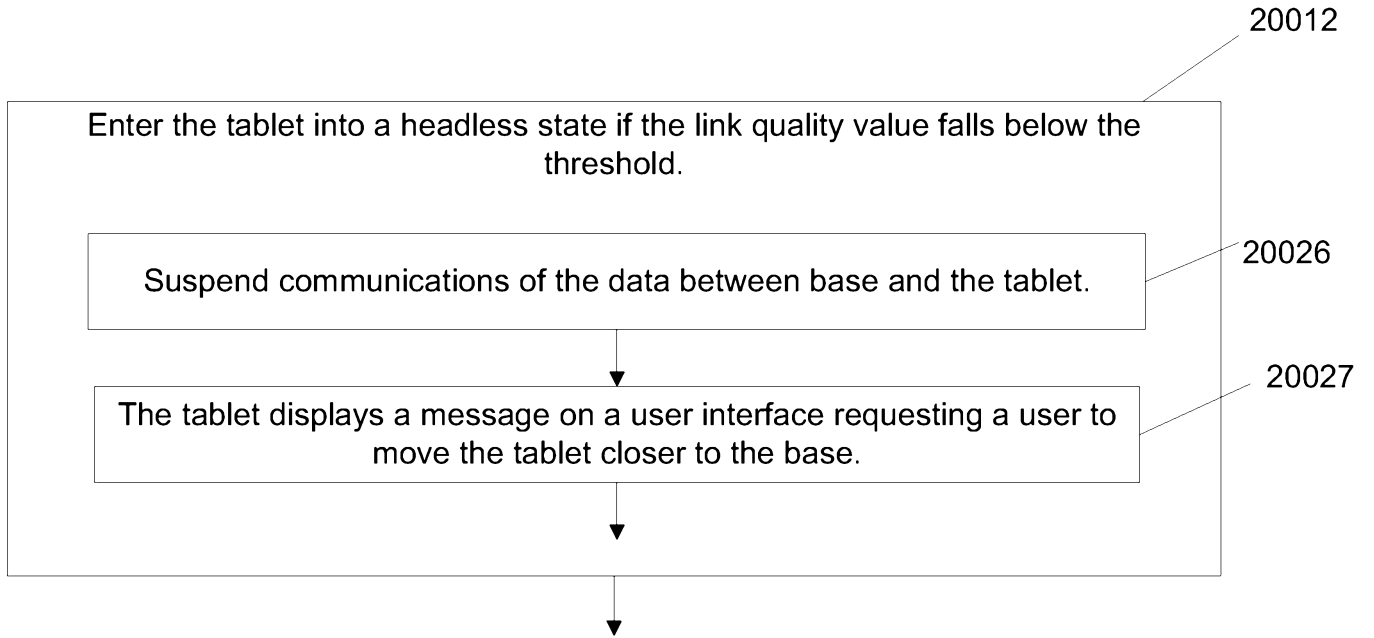 20012
Enter the tablet into a headless state if the link quality value falls below the
threshold.
20026
Suspend communications of the data between base and the tablet.
20027
The tablet displays a message on a user interface requesting a user to
move the tablet closer to the base.